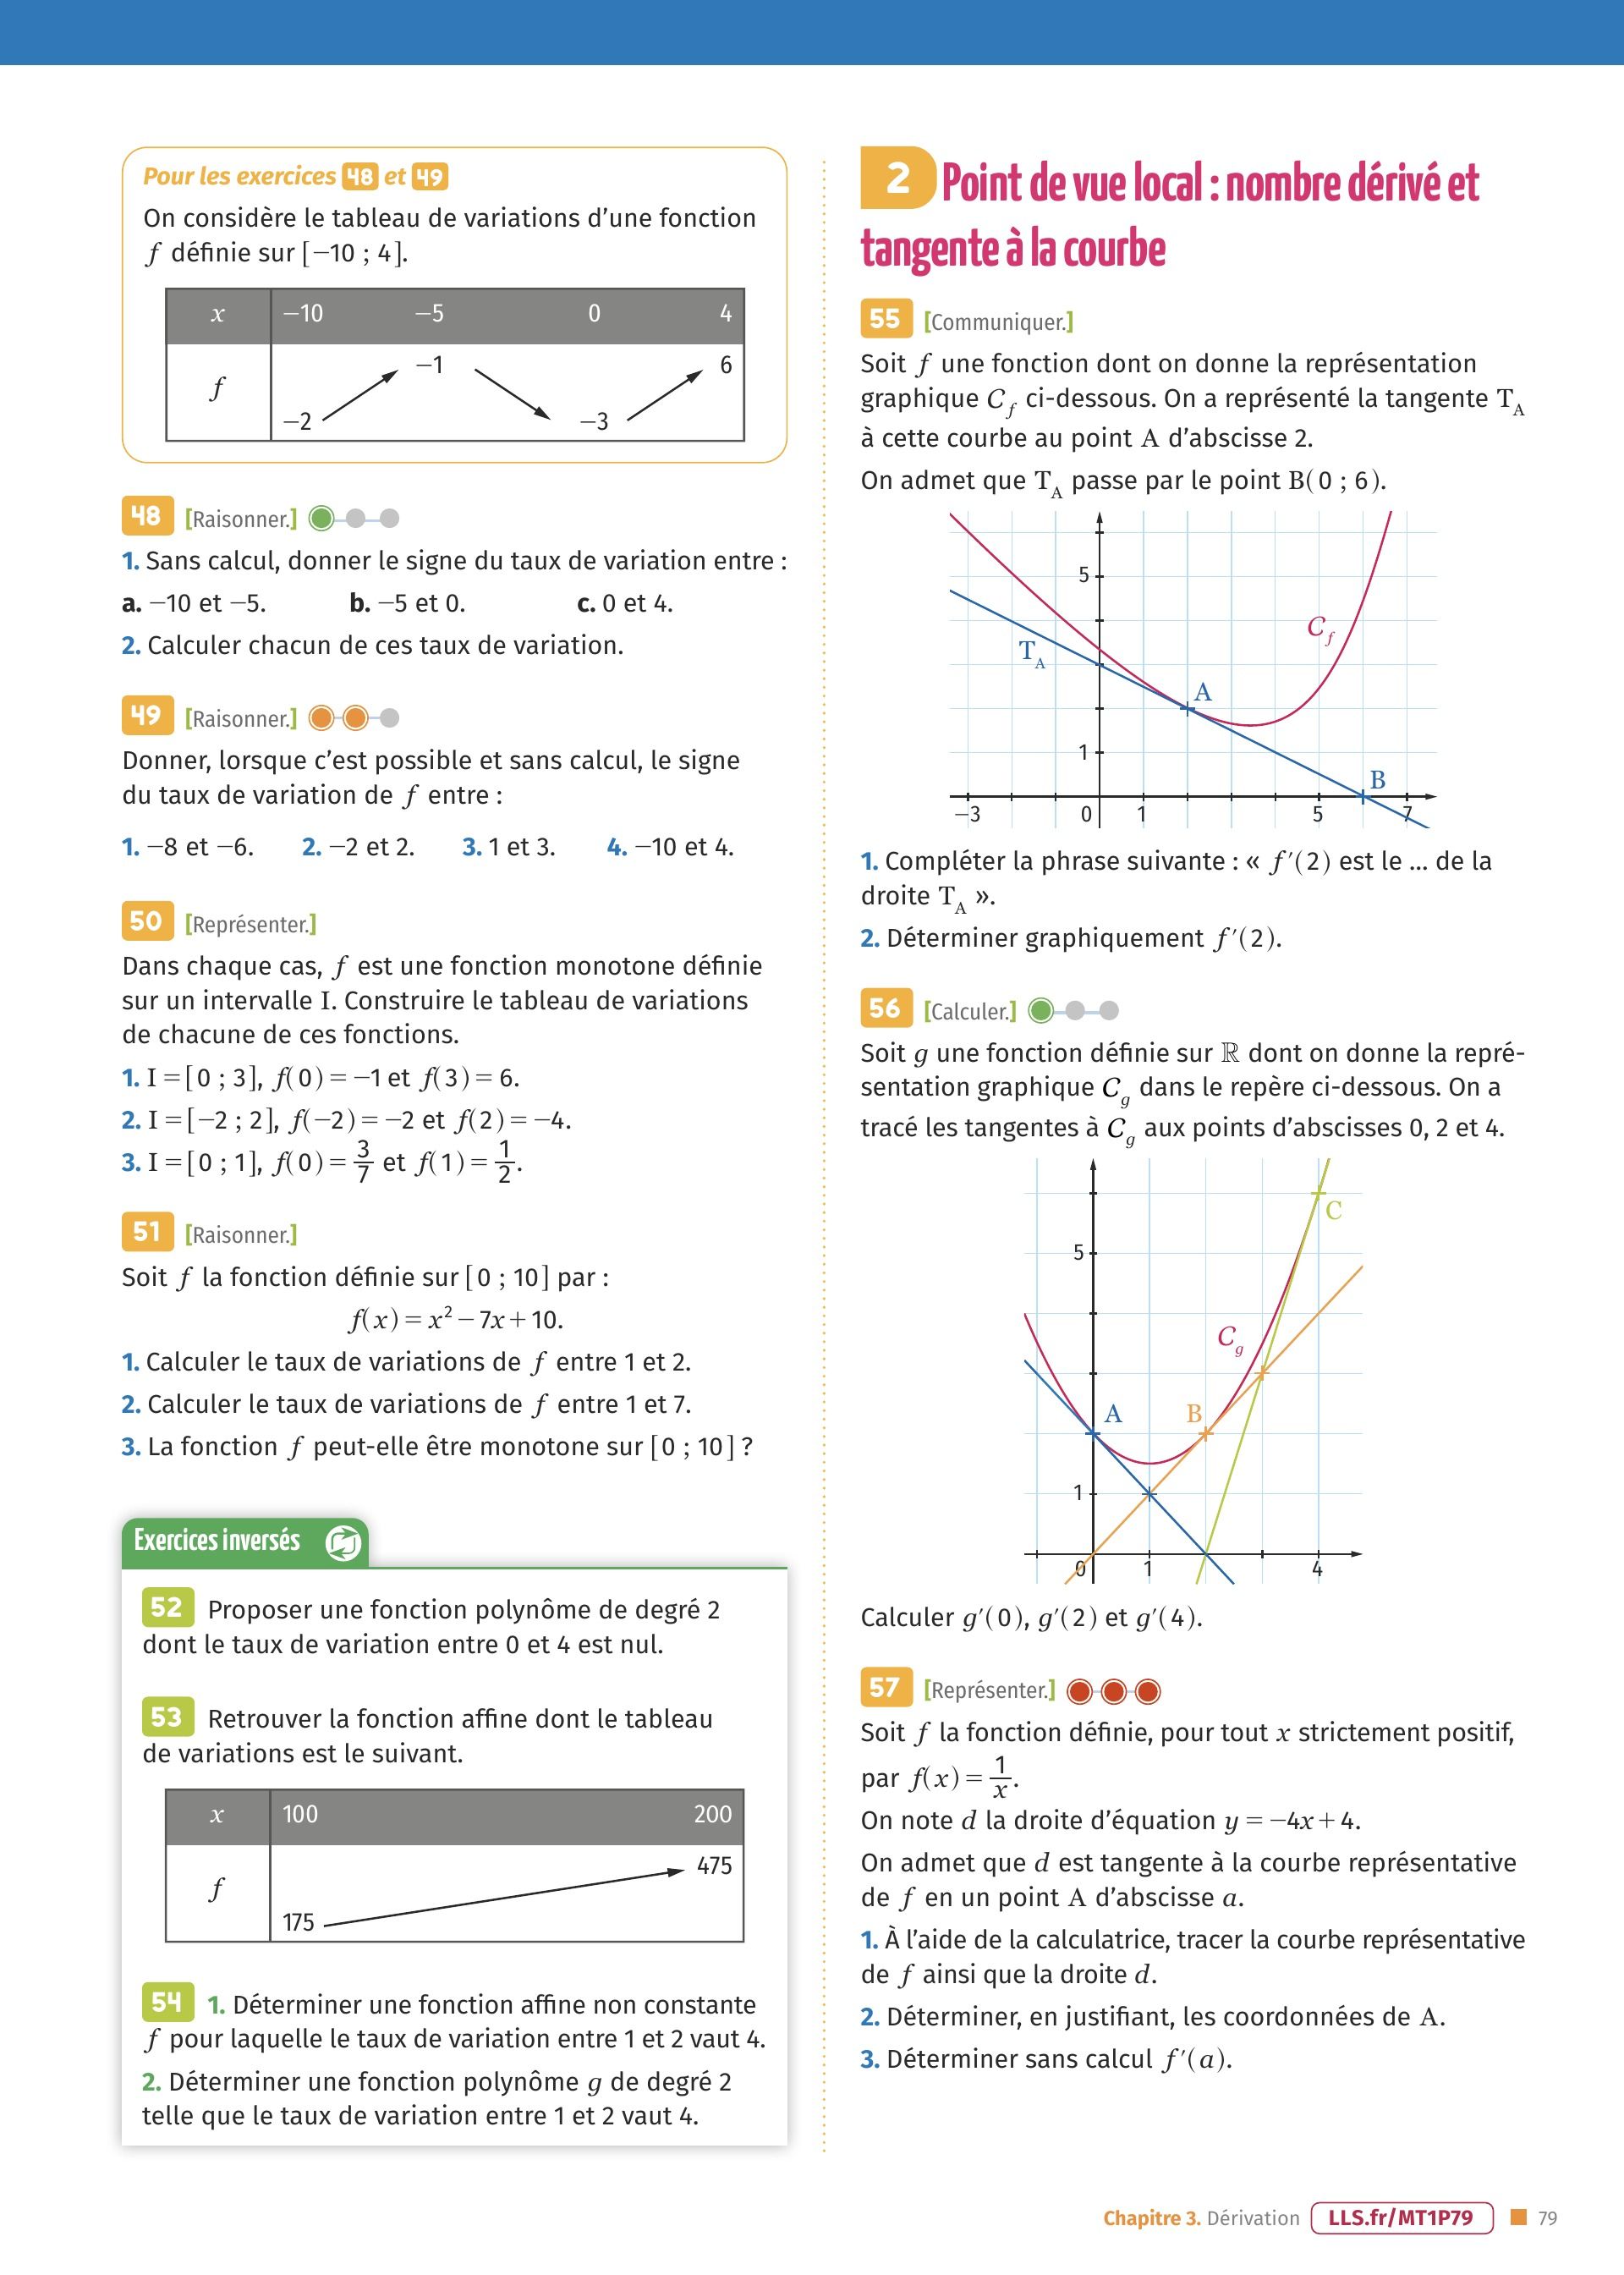 Pour les exercices 48 et 49
On considère le tableau de variations d’une fonction
f définie sur [−10 ; 4].
x −10 −5 0 4
−1 6
f
−2 −3
48 [Raisonner.]
1. Sans calcul, donner le signe du taux de variation entre :
a. −10 et −5. b. −5 et 0. c. 0 et 4.
2. Calculer chacun de ces taux de variation.
49 [Raisonner.]
Donner, lorsque c’est possible et sans calcul, le signe
du taux de variation de f entre :
1. −8 et −6. 2. −2 et 2. 3. 1 et 3. 4. −10 et 4.
50 [Représenter.]
Dans chaque cas, f est une fonction monotone définie
sur un intervalle I. Construire le tableau de variations
de chacune de ces fonctions.
1. I = [0 ; 3], f(0) = −1 et f(3) = 6.
2. I = [−2 ; 2], f(−2) = −2 et f(2) = −4.
3. I = [0 ; 1], f(0) = 3/7 et f(1) = 1/2.
51 [Raisonner.]
Soit f la fonction définie sur [0 ; 10] par :
f(x) = x² − 7x + 10.
1. Calculer le taux de variations de f entre 1 et 2.
2. Calculer le taux de variations de f entre 1 et 7.
3. La fonction f peut-elle être monotone sur [0 ; 10] ?
Exercices inversés
52 Proposer une fonction polynôme de degré 2
dont le taux de variation entre 0 et 4 est nul.
53 Retrouver la fonction affine dont le tableau
de variations est le suivant.
x 100 200
475
f
175
54 1. Déterminer une fonction affine non constante
f pour laquelle le taux de variation entre 1 et 2 vaut 4.
2. Déterminer une fonction polynôme g de degré 2
telle que le taux de variation entre 1 et 2 vaut 4.
2 Point de vue local : nombre dérivé et
tangente à la courbe
55 [Communiquer.]
Soit f une fonction dont on donne la représentation
graphique C_f ci-dessous. On a représenté la tangente T_A
à cette courbe au point A d’abscisse 2.
On admet que T_A passe par le point B(0 ; 6).
5
C_f
T_A
A
1
B
−3 0 1 5 7
1. Compléter la phrase suivante : « f′(2) est le ... de la
droite T_A ».
2. Déterminer graphiquement f′(2).
56 [Calculer.]
Soit g une fonction définie sur ℝ dont on donne la repré-
sentation graphique C_g dans le repère ci-dessous. On a
tracé les tangentes à C_g aux points d’abscisses 0, 2 et 4.
C
5
C_g
A B
1
0 1 4
Calculer g′(0), g′(2) et g′(4).
57 [Représenter.]
Soit f la fonction définie, pour tout x strictement positif,
par f(x) = 1/x.
On note d la droite d’équation y = −4x + 4.
On admet que d est tangente à la courbe représentative
de f en un point A d’abscisse a.
1. À l’aide de la calculatrice, tracer la courbe représentative
de f ainsi que la droite d.
2. Déterminer, en justifiant, les coordonnées de A.
3. Déterminer sans calcul f′(a).
Chapitre 3. Dérivation LLS.fr/MT1P79 79